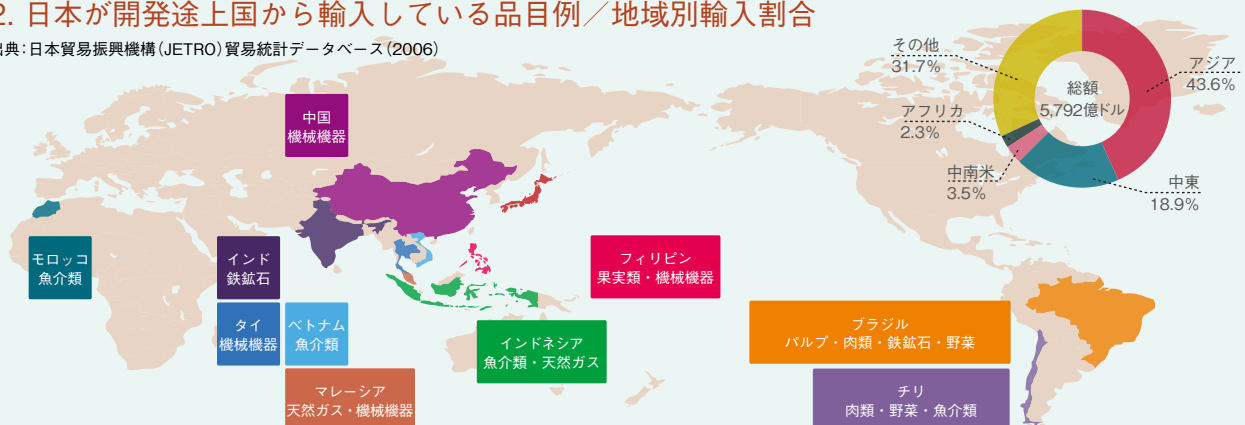 2. 日本が開発途上国から輸入している品目例／地域別輸入割合
出典：日本貿易振興機構（JETRO）貿易統計データベース（2006）
その他
31.7%
アジア
43.6%
総額
5,792億ドル
アフリカ
2.3%
中南米
3.5%
中東
18.9%
中国
機械機器
モロッコ
魚介類
インド
鉄鉱石
フィリピン
果実類・機械機器
タイ
機械機器
ベトナム
魚介類
インドネシア
魚介類・天然ガス
ブラジル
パルプ・肉類・鉄鉱石・野菜
マレーシア
天然ガス・機械機器
チリ
肉類・野菜・魚介類